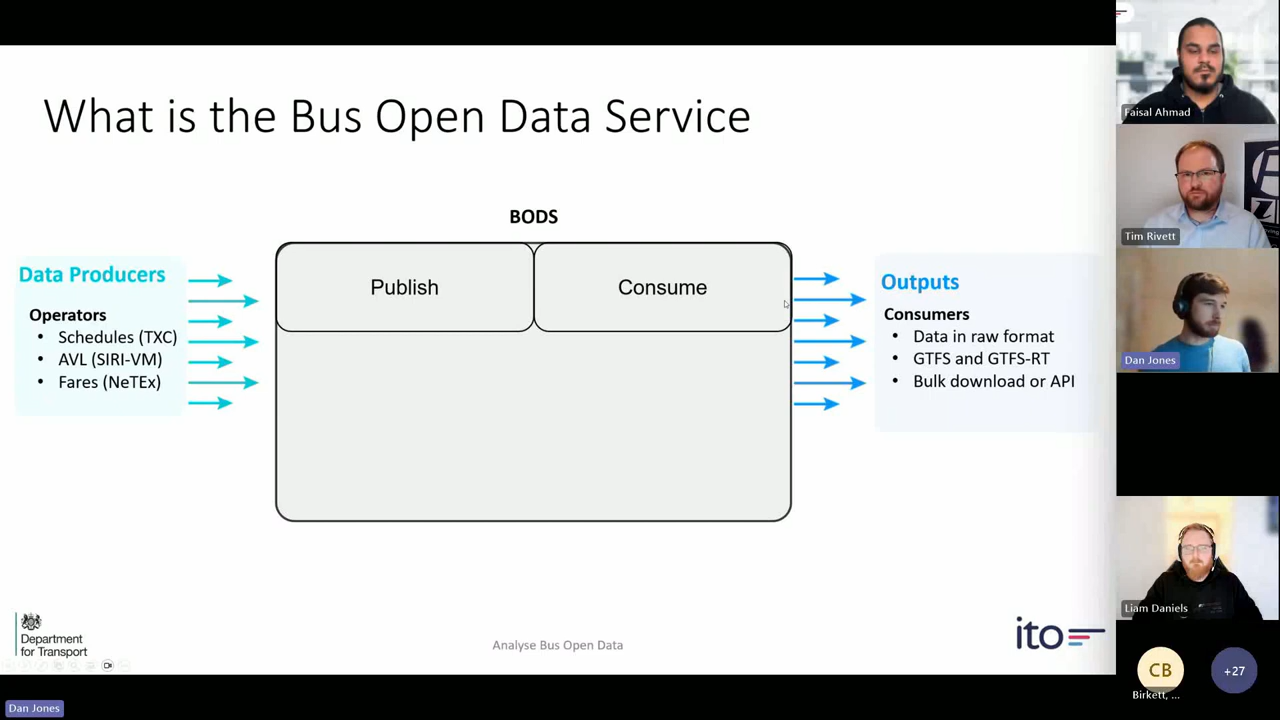 What is the Bus Open Data Service
BODS
Data Producers
Operators
• Schedules (TXC)
• AVL (SIRI-VM)
• Fares (NeTEx)
Publish
Consume
Outputs
Consumers
• Data in raw format
• GTFS and GTFS-RT
• Bulk download or API
Department
for Transport
Analyse Bus Open Data
ito
Dan Jones
Faisal Ahmad
Tim Rivett
Dan Jones
Liam Daniels
CB
Birkett, ...
+27